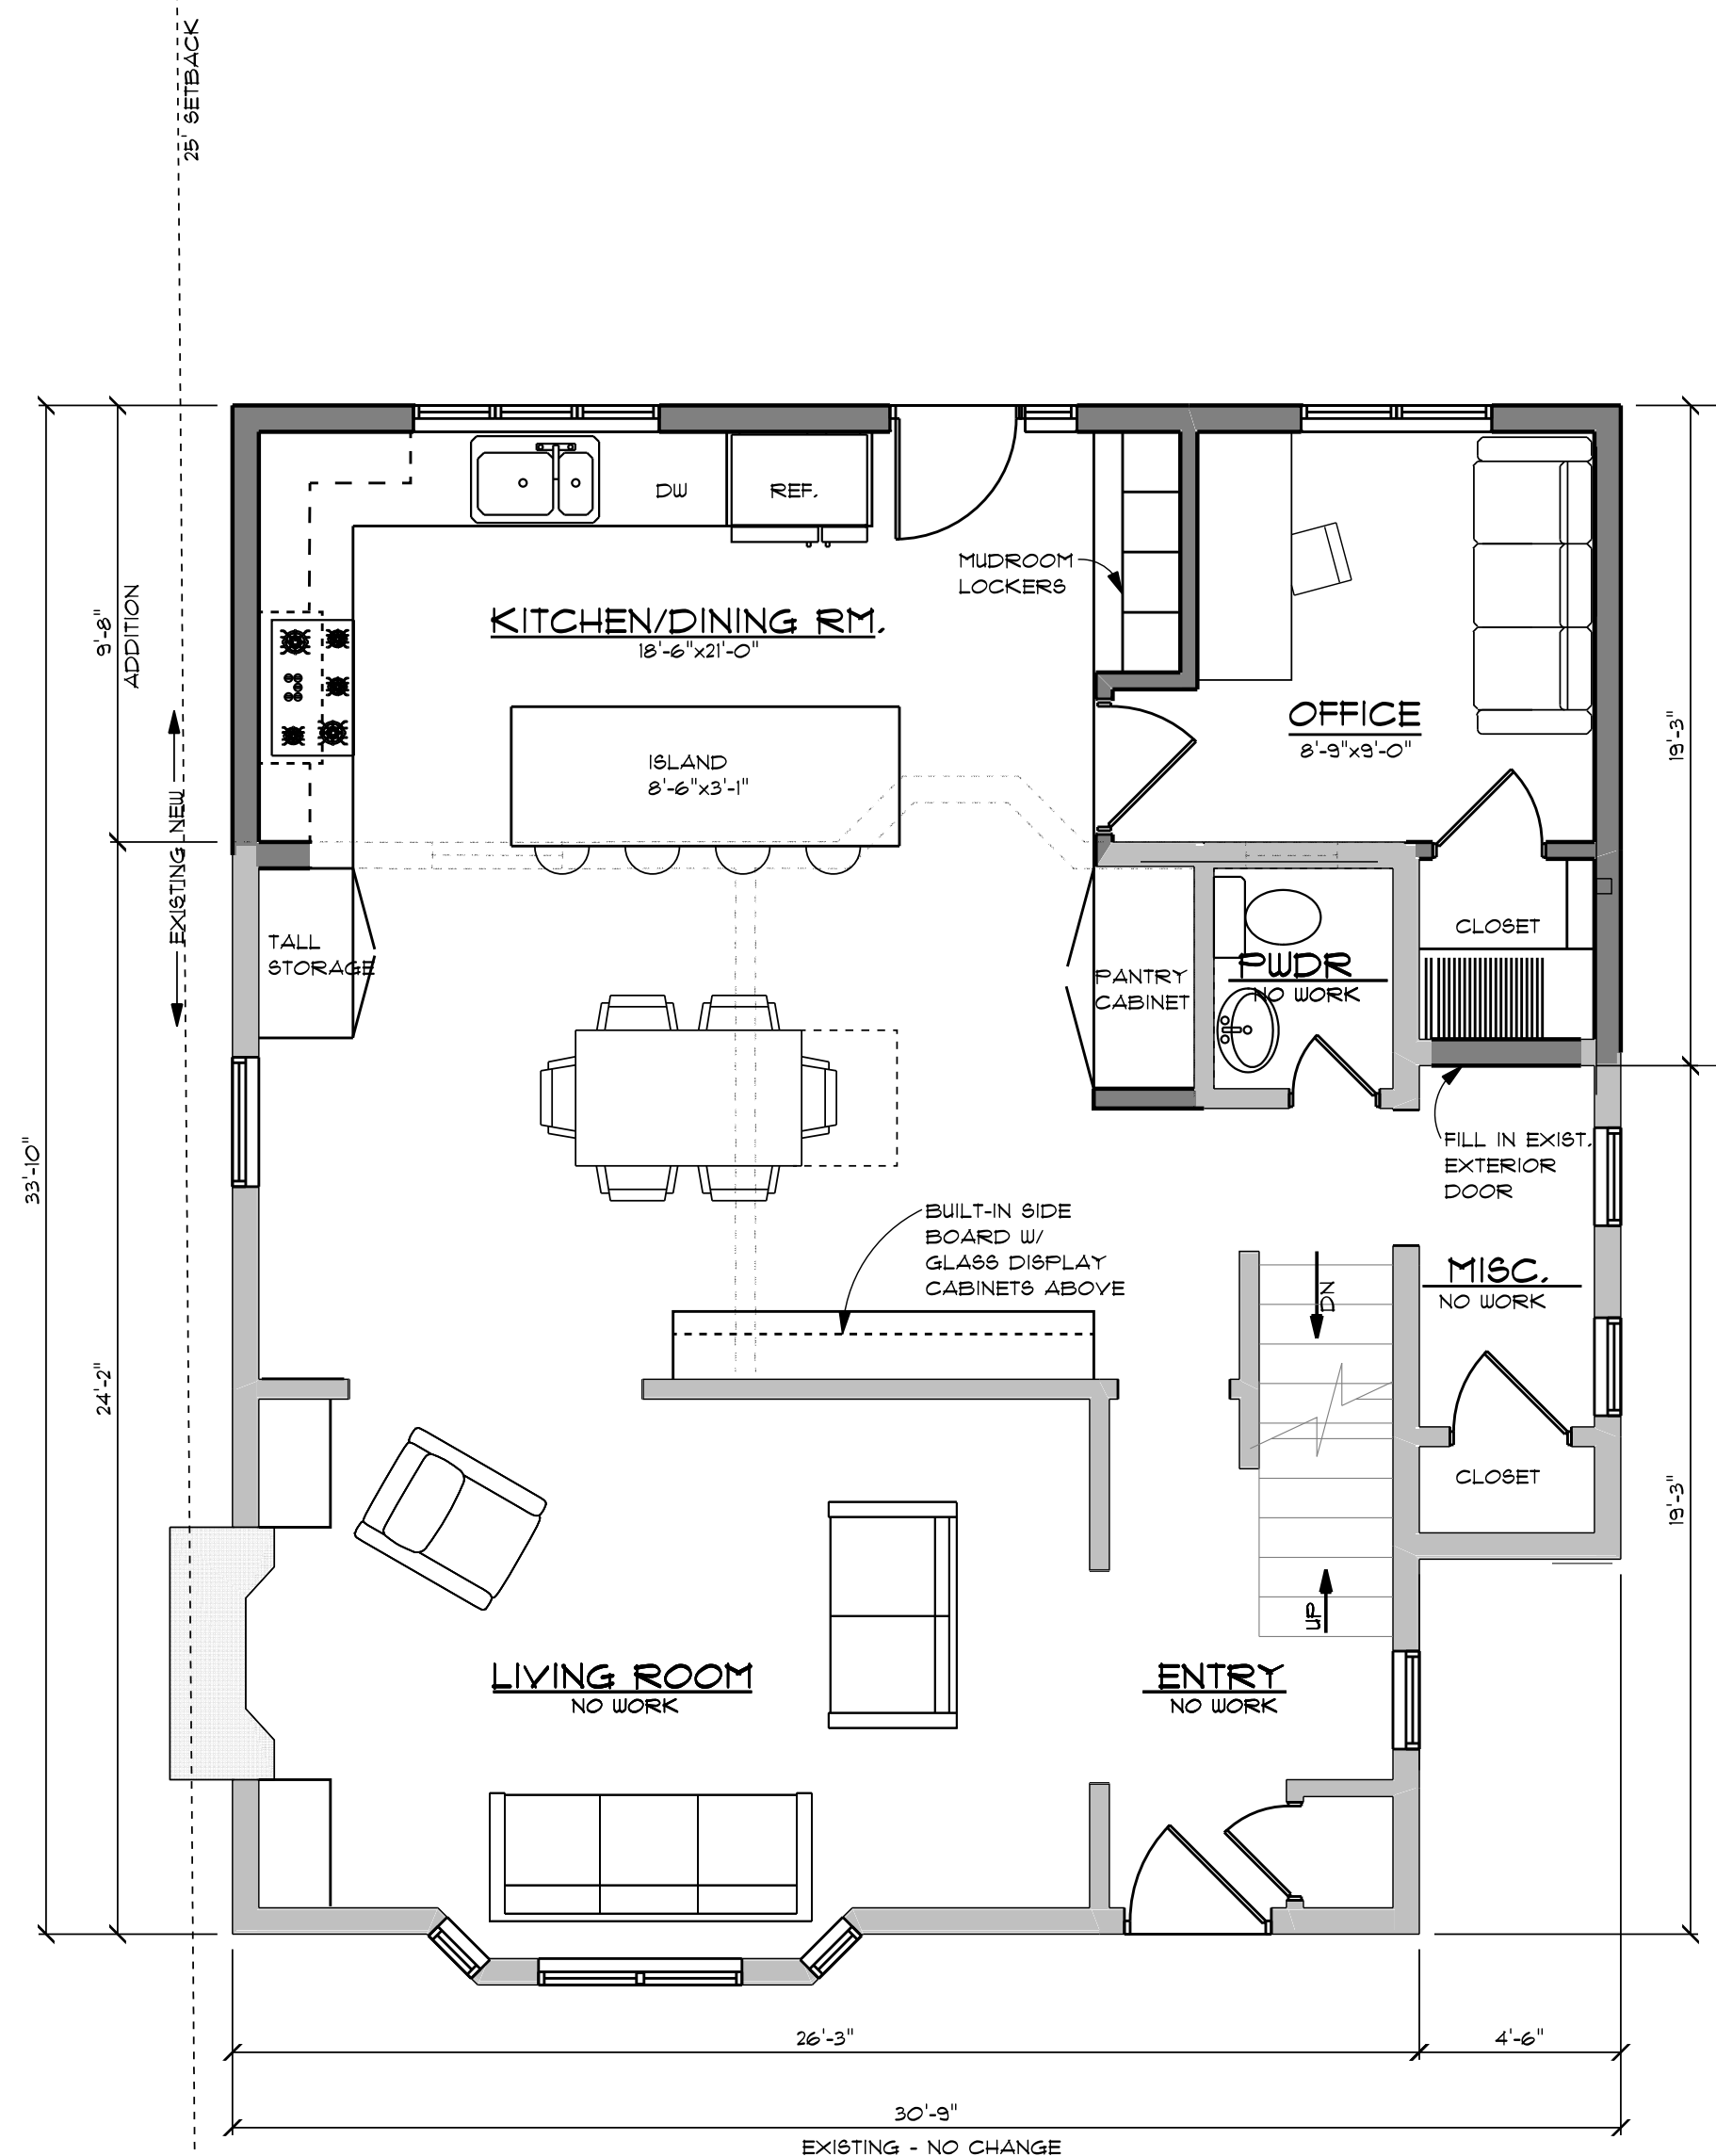 25' SETBACK
DW
REF.
MUDROOM
LOCKERS
KITCHEN/DINING RM.
18'-6"x21'-0"
9'-8"
ADDITION
OFFICE
8'-9"x9'-0"
19'-3"
ISLAND
8'-6"x3'-1"
EXISTING NEW
TALL
STORAGE
CLOSET
PANTRY
CABINET
PWDR
NO WORK
33'-10"
FILL IN EXIST.
EXTERIOR
DOOR
BUILT-IN SIDE
BOARD W/
GLASS DISPLAY
CABINETS ABOVE
DN
MISC.
NO WORK
24'-2"
CLOSET
19'-3"
UP
LIVING ROOM
NO WORK
ENTRY
NO WORK
26'-3"
4'-6"
30'-9"
EXISTING - NO CHANGE